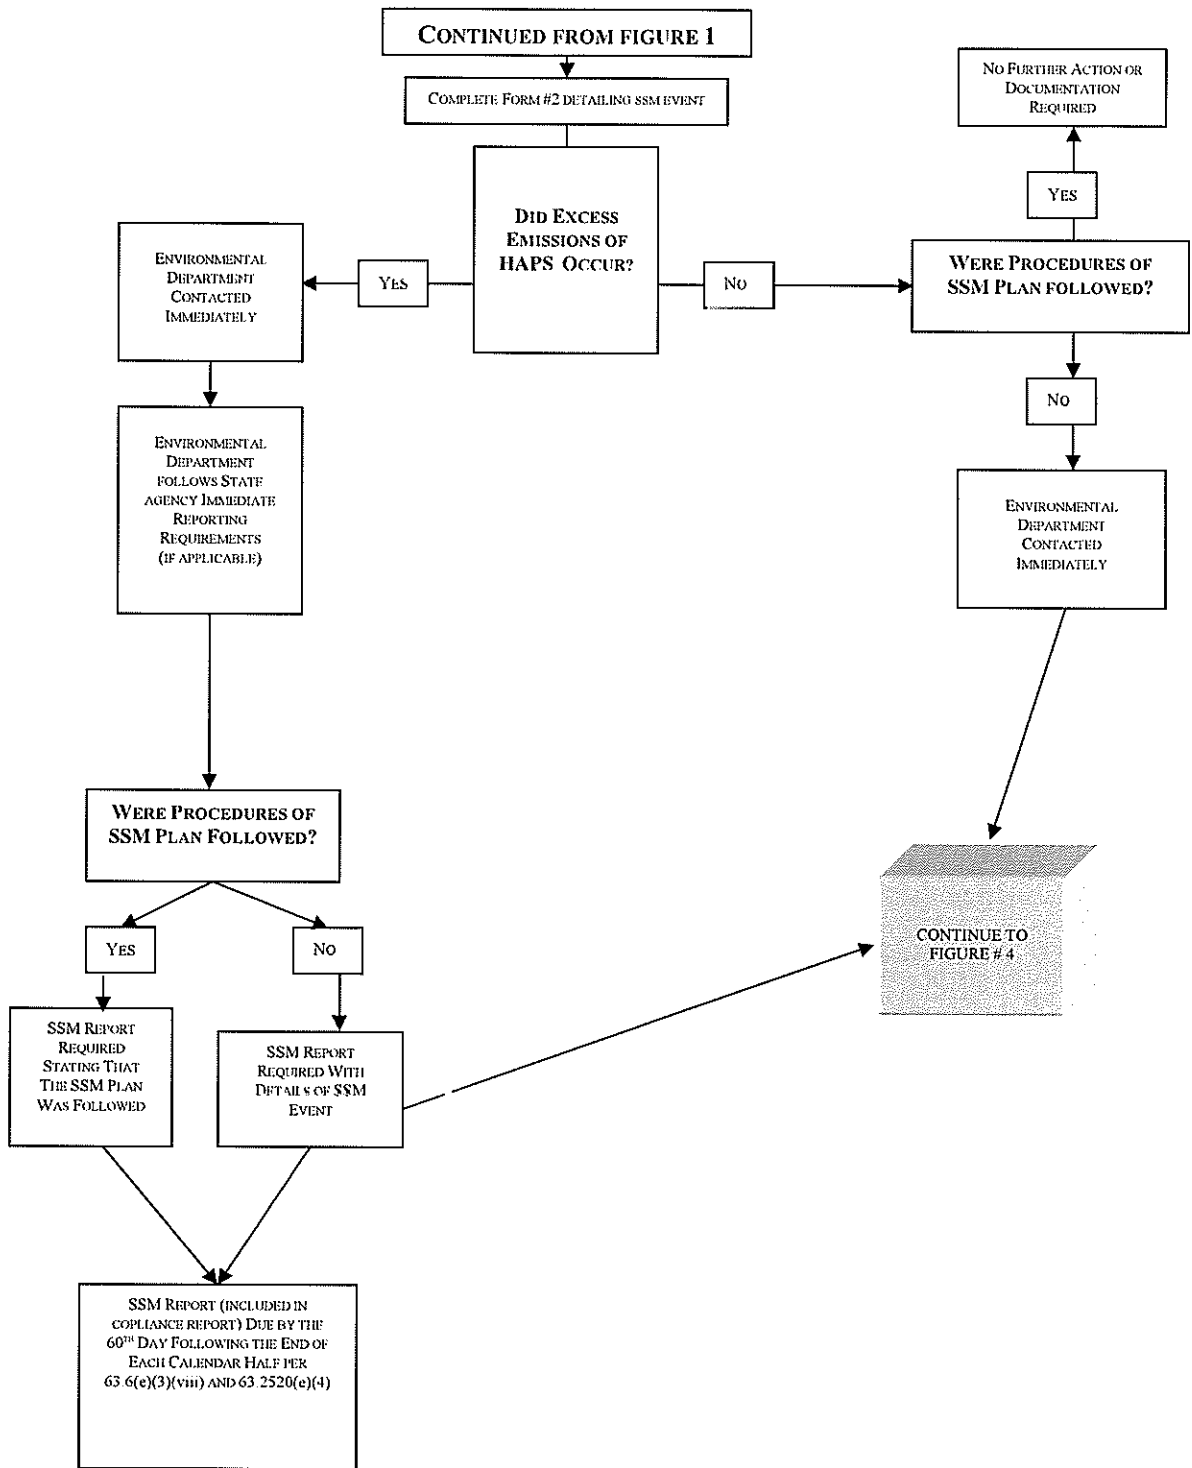 CONTINUED FROM FIGURE 1
COMPLETE FORM #2 DETAILING SSM EVENT
NO FURTHER ACTION OR
DOCUMENTATION
REQUIRED
YES
DID EXCESS
EMISSIONS OF
HAPS OCCUR?
ENVIRONMENTAL
DEPARTMENT
CONTACTED
IMMEDIATELY
YES
NO
WERE PROCEDURES OF
SSM PLAN FOLLOWED?
NO
ENVIRONMENTAL
DEPARTMENT
FOLLOWS STATE
AGENCY IMMEDIATE
REPORTING
REQUIREMENTS
(IF APPLICABLE)
ENVIRONMENTAL
DEPARTMENT
CONTACTED
IMMEDIATELY
WERE PROCEDURES OF
SSM PLAN FOLLOWED?
YES
NO
CONTINUE TO
FIGURE # 4
SSM REPORT
REQUIRED
STATING THAT
THE SSM PLAN
WAS FOLLOWED
SSM REPORT
REQUIRED WITH
DETAILS OF SSM
EVENT
SSM REPORT (INCLUDED IN
COPLIANCE REPORT) DUE BY THE
60TH DAY FOLLOWING THE END OF
EACH CALENDAR HALF PER
63.6(e)(3)(viii) AND 63.2520(e)(4)